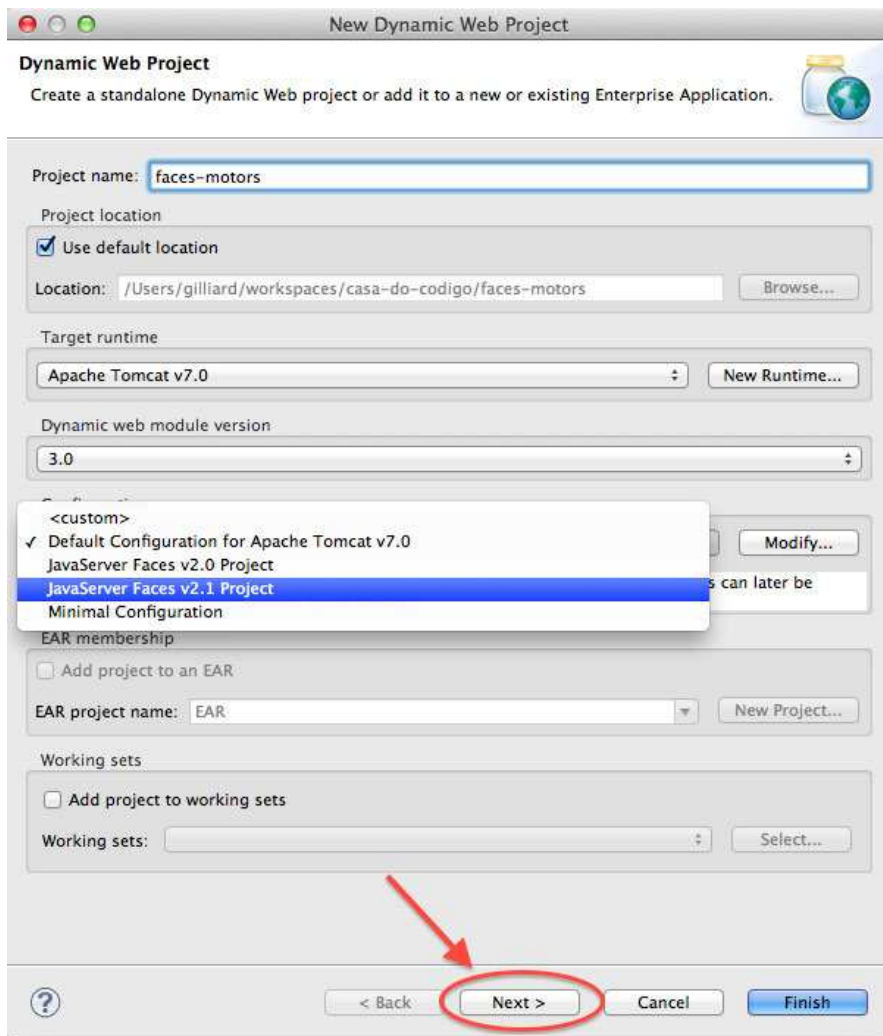 New Dynamic Web Project
Dynamic Web Project
Create a standalone Dynamic Web project or add it to a new or existing Enterprise Application.
Project name: faces-motors
Project location
Use default location
Location: /Users/gilliard/workspaces/casa-do-codigo/faces-motors Browse...
Target runtime
Apache Tomcat v7.0 New Runtime...
Dynamic web module version
3.0
<custom>
✓ Default Configuration for Apache Tomcat v7.0 Modify...
JavaServer Faces v2.0 Project
JavaServer Faces v2.1 Project s can later be
Minimal Configuration
EAR membership
Add project to an EAR
EAR project name: EAR New Project...
Working sets
Add project to working sets
Working sets: Select...
? < Back Next > Cancel Finish